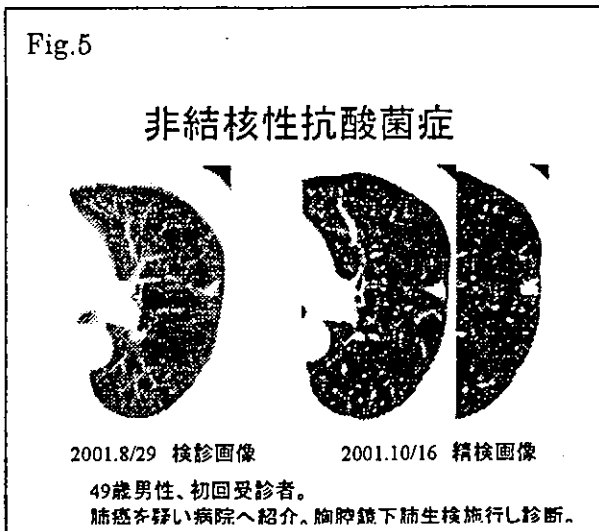 Fig.5
非結核性抗酸菌症
2001.8/29 検診画像
2001.10/16 精検画像
49歳男性、初回受診者。
肺癌を疑い病院へ紹介。胸腔鏡下肺生検施行し診断。